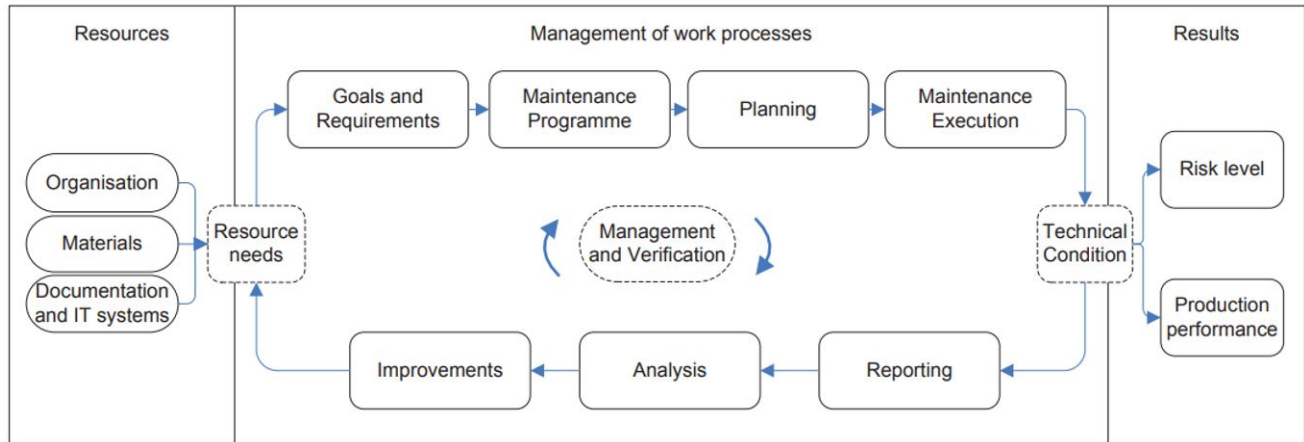 Resources
Management of work processes
Results
Goals and
Requirements
Maintenance
Programme
Planning
Maintenance
Execution
Organisation
Materials
Documentation
and IT systems
Resource
needs
Management
and Verification
Technical
Condition
Risk level
Production
performance
Improvements
Analysis
Reporting